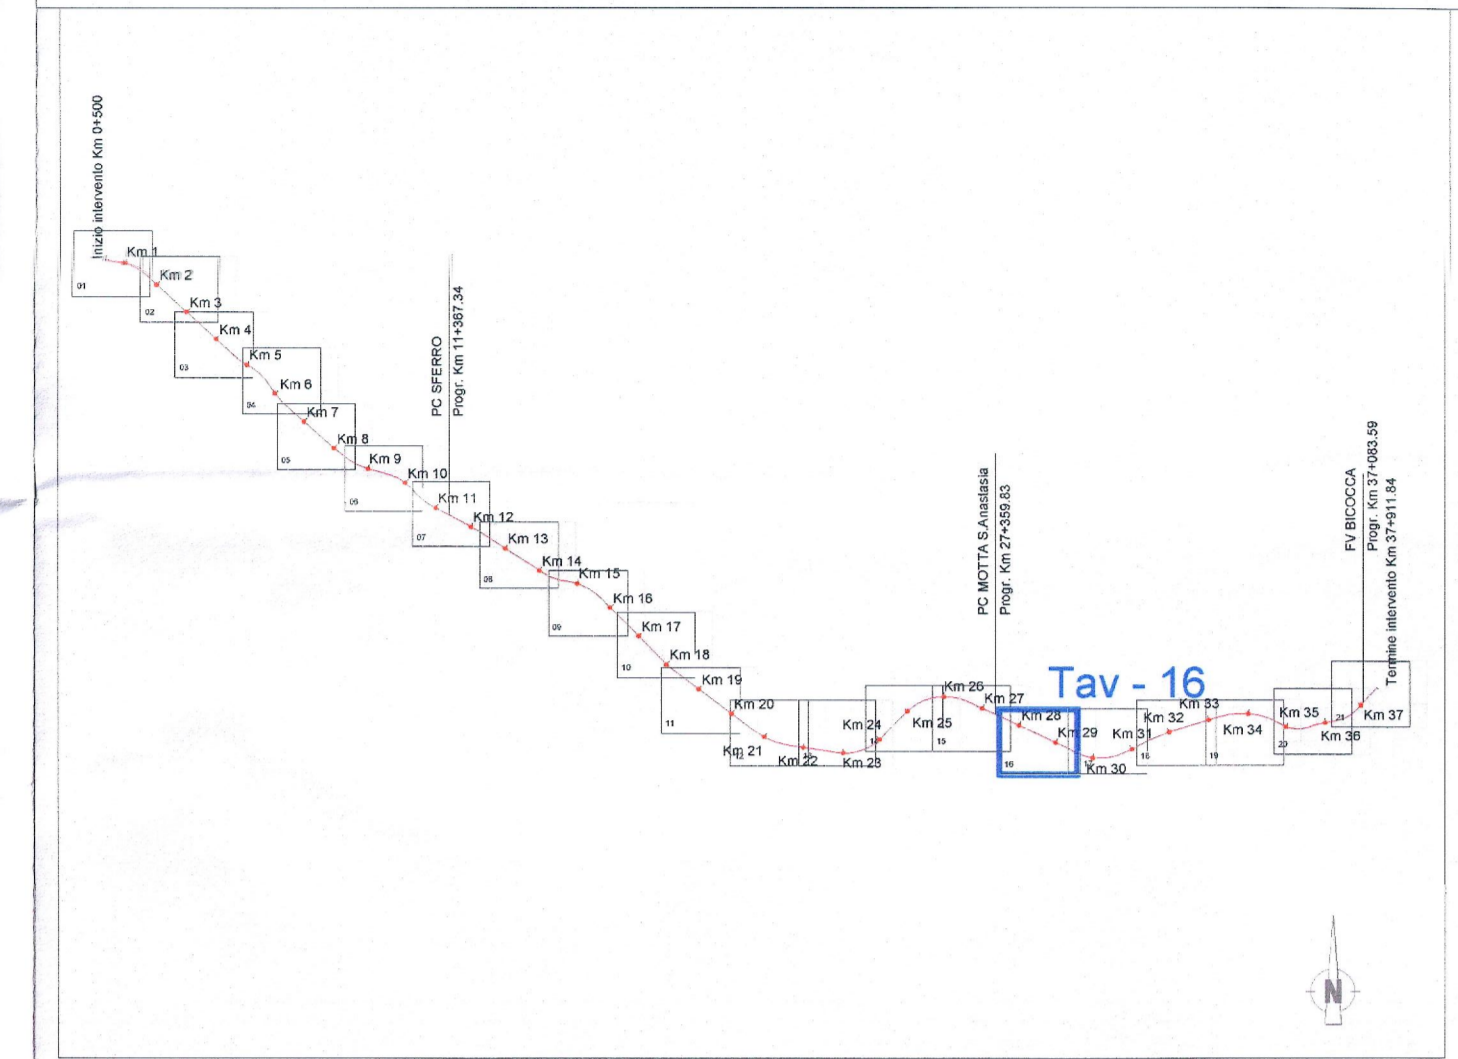 Inizio intervento Km 0+500
Km 1
01
Km 2
02
Km 3
Km 4
03
Km 5
Km 6
04
Km 7
05
Km 8
Km 9
06
Km 10
PC SFERRO
Progr. Km 11+367.34
Km 11
07
Km 12
Km 13
08
Km 14
Km 15
09
Km 16
Km 17
10
Km 18
Km 19
11
Km 20
Km 21
12
Km 22
Km 23
Km 24
14
Km 25
15
Km 26
Km 27
PC MOTTA S.Anastasia
Progr. Km 27+359.83
Tav - 16
Km 28
16
Km 29
17
Km 30
Km 31
18
Km 32
Km 33
19
Km 34
Km 35
20
Km 36
21
Km 37
FV BICOCCA
Progr. Km 37+083.59
Termine intervento Km 37+911.84
N